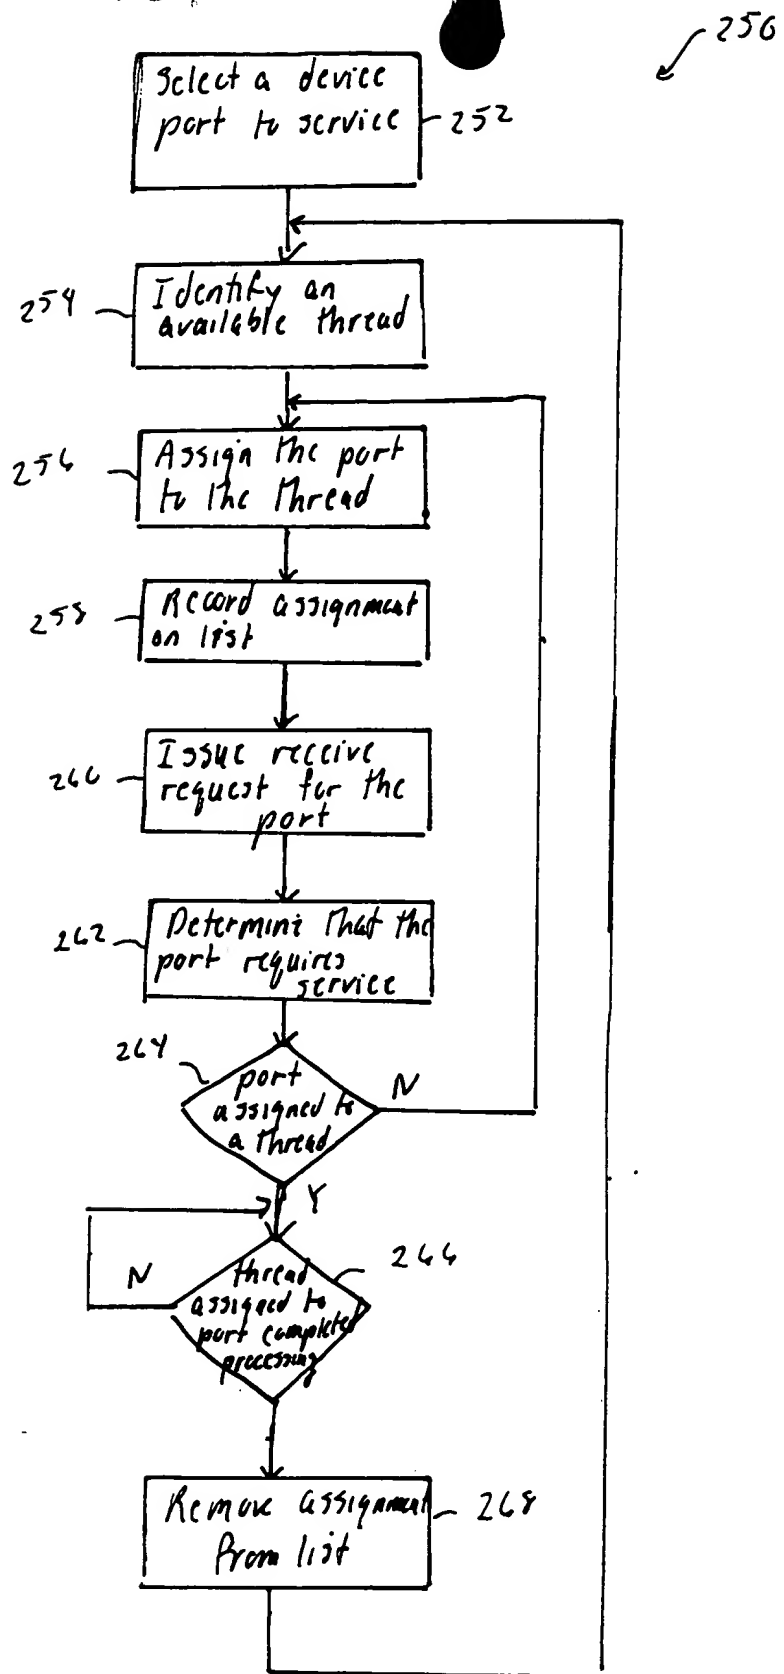 250
Select a device
port to service
252
Identify an
available thread
254
Assign the port
to the thread
256
Record assignment
on list
258
Issue receive
request for the
port
260
Determine that the
port requires
service
262
264
port
assigned to
a thread
N
Y
266
thread
assigned to
port completed
processing
N
Remove assignment
from list
268